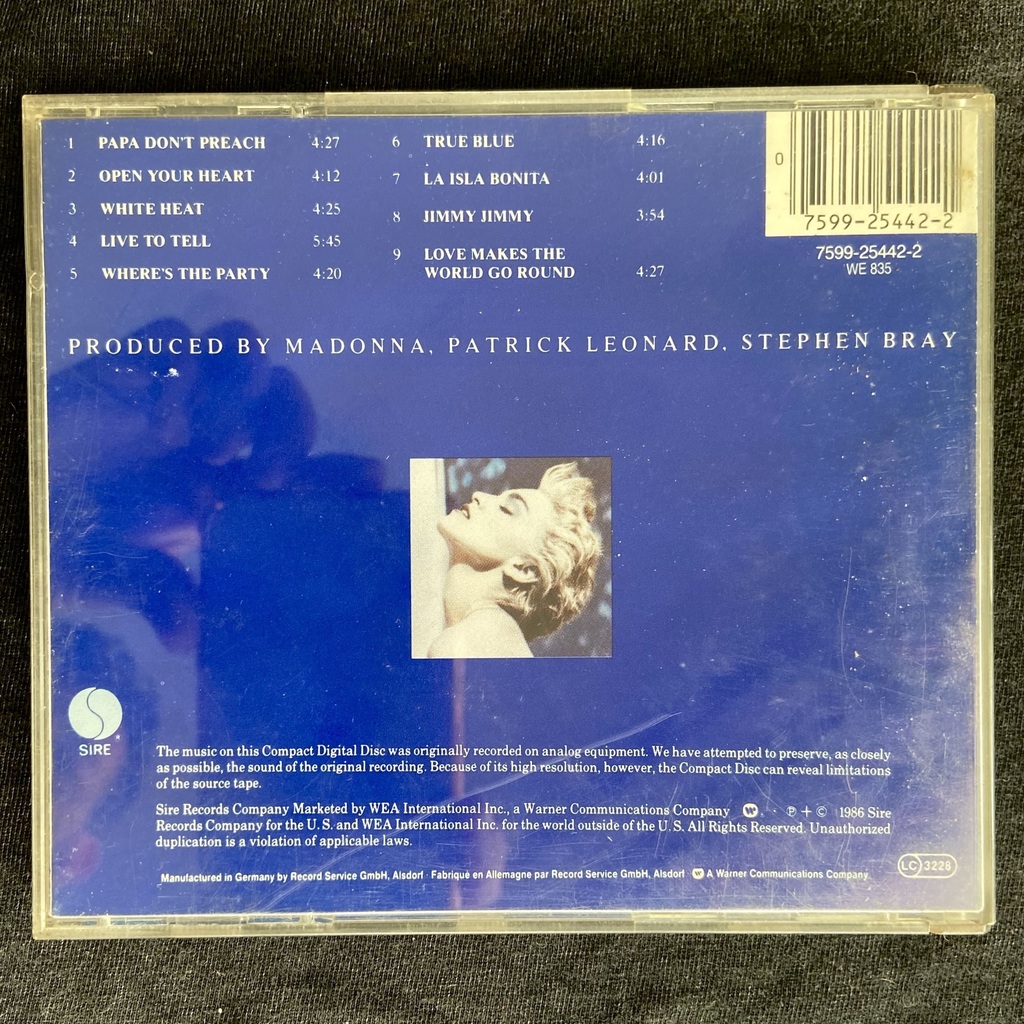 1 PAPA DON'T PREACH 4:27
2 OPEN YOUR HEART 4:12
3 WHITE HEAT 4:25
4 LIVE TO TELL 5:45
5 WHERE'S THE PARTY 4:20
6 TRUE BLUE 4:16
7 LA ISLA BONITA 4:01
8 JIMMY JIMMY 3:54
9 LOVE MAKES THE
WORLD GO ROUND 4:27
0 7599-25442-2
7599-25442-2
WE 835
PRODUCED BY MADONNA, PATRICK LEONARD, STEPHEN BRAY
SIRE
The music on this Compact Digital Disc was originally recorded on analog equipment. We have attempted to preserve, as closely
as possible, the sound of the original recording. Because of its high resolution, however, the Compact Disc can reveal limitations
of the source tape.
Sire Records Company Marketed by WEA International Inc., a Warner Communications Company ℗ + © 1986 Sire
Records Company for the U.S. and WEA International Inc. for the world outside of the U.S. All Rights Reserved. Unauthorized
duplication is a violation of applicable laws.
Manufactured in Germany by Record Service GmbH, Alsdorf · Fabriqué en Allemagne par Record Service GmbH, Alsdorf A Warner Communications Company
LC 3228